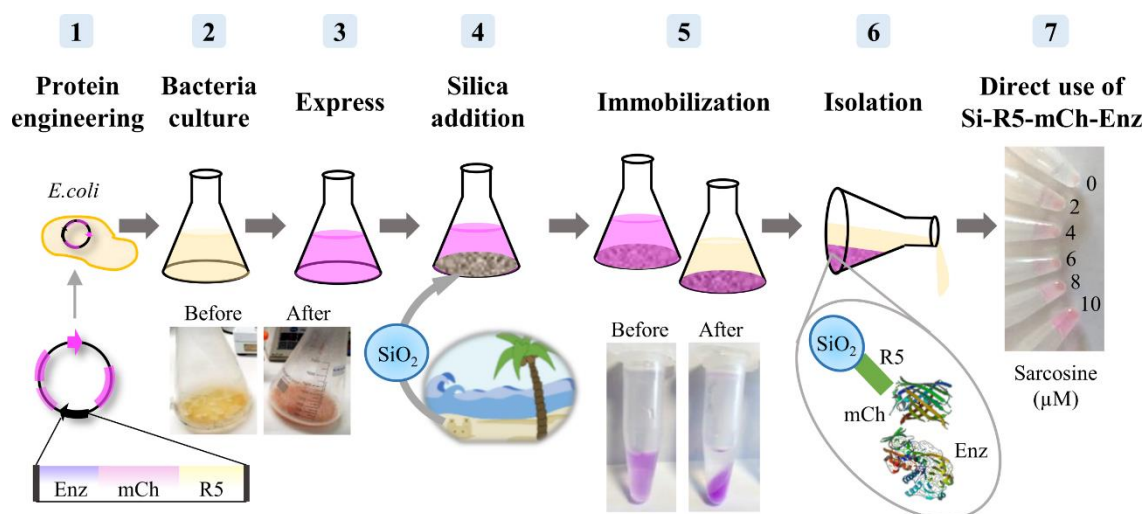 1
2
3
4
5
6
7
Protein
engineering
Bacteria
culture
Express
Silica
addition
Immobilization
Isolation
Direct use of
Si-R5-mCh-Enz
E.coli
Before
After
SiO2
Before
After
SiO2
R5
mCh
Enz
0
2
4
6
8
10
Sarcosine
(µM)
Enz
mCh
R5